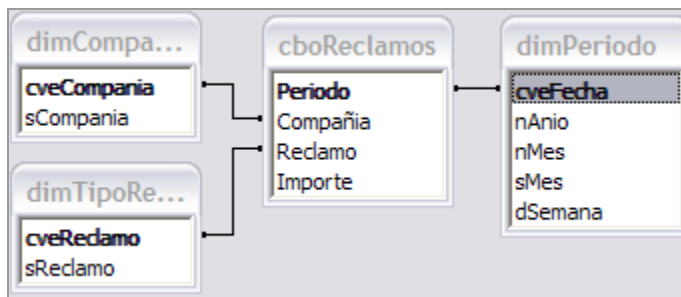 dimCompa...
cveCompania
sCompania
dimTipoRe...
cveReclamo
sReclamo
cboReclamos
Periodo
Compañia
Reclamo
Importe
dimPeriodo
cveFecha
nAnio
nMes
sMes
dSemana